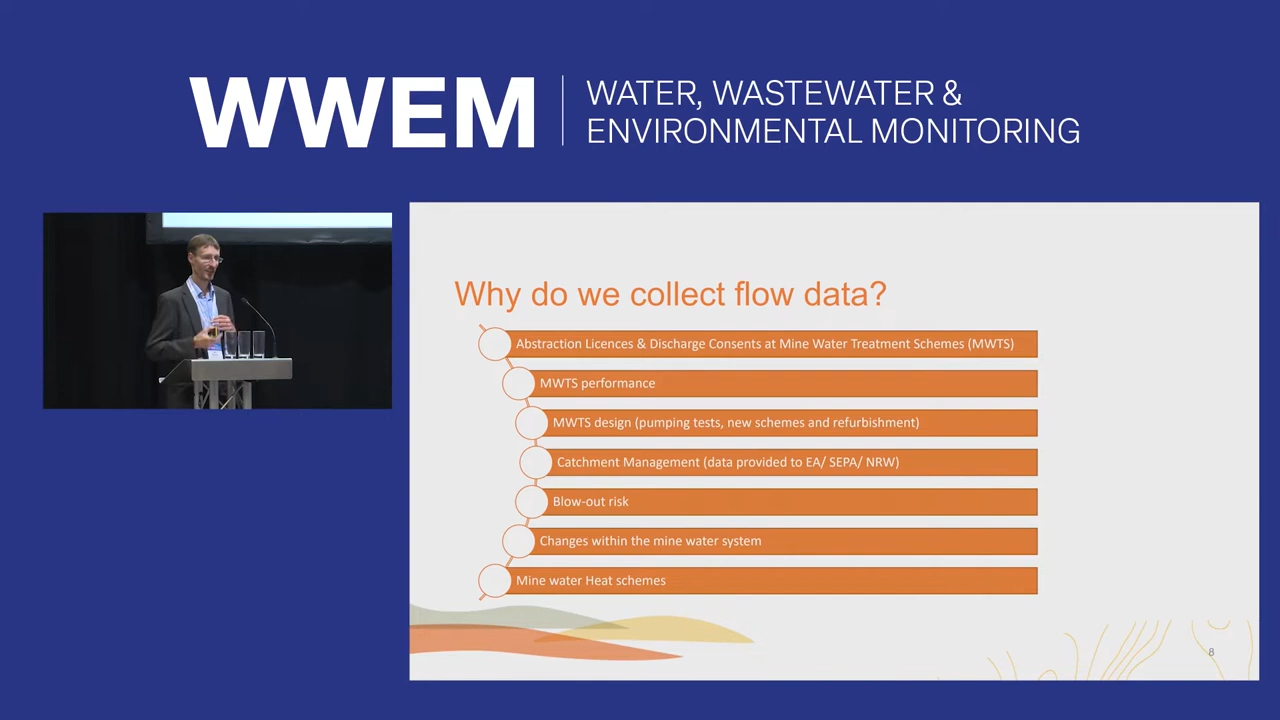 WWEM
WATER, WASTEWATER &
ENVIRONMENTAL MONITORING
Why do we collect flow data?
Abstraction Licences & Discharge Consents at Mine Water Treatment Schemes (MWTS)
MWTS performance
MWTS design (pumping tests, new schemes and refurbishment)
Catchment Management (data provided to EA/ SEPA/ NRW)
Blow-out risk
Changes within the mine water system
Mine water Heat schemes
8